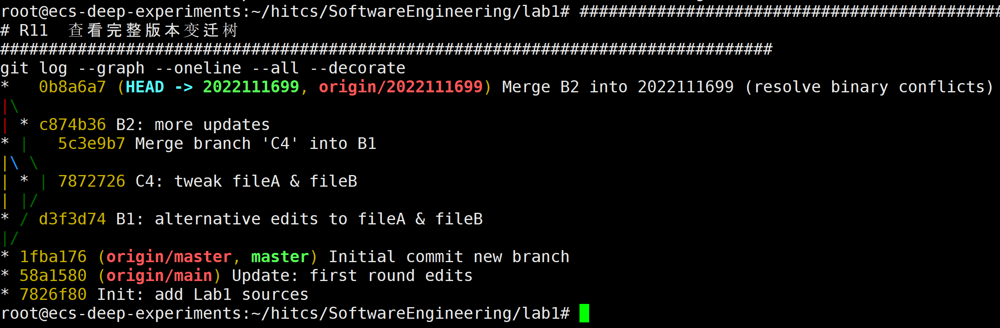 root@ecs-deep-experiments:~/hitcs/SoftwareEngineering/lab1# ############################################
# R11  查看完整版本变迁树
################################################################################
git log --graph --oneline --all --decorate
*   0b8a6a7 (HEAD -> 2022111699, origin/2022111699) Merge B2 into 2022111699 (resolve binary conflicts)
|\
| * c874b36 B2: more updates
* |   5c3e9b7 Merge branch 'C4' into B1
|\ \
| * | 7872726 C4: tweak fileA & fileB
| |/
* / d3f3d74 B1: alternative edits to fileA & fileB
|/
* 1fba176 (origin/master, master) Initial commit new branch
* 58a1580 (origin/main) Update: first round edits
* 7826f80 Init: add Lab1 sources
root@ecs-deep-experiments:~/hitcs/SoftwareEngineering/lab1#